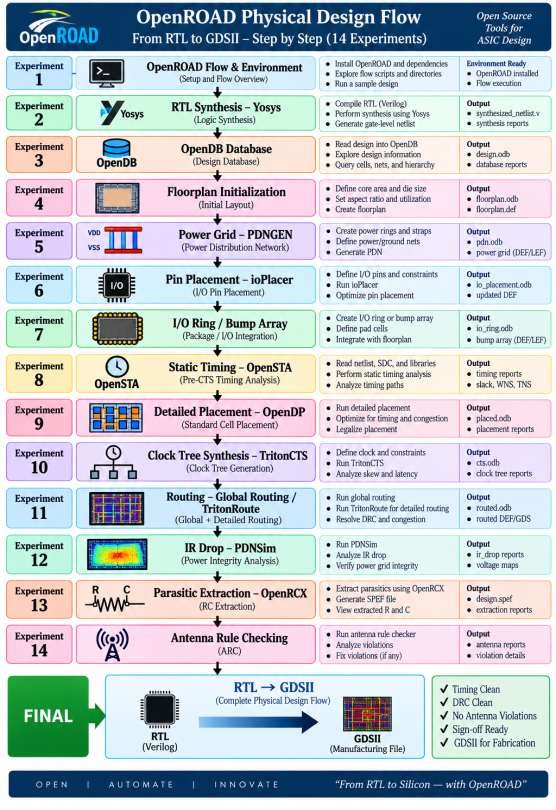 OpenROAD
OpenROAD Physical Design Flow
From RTL to GDSII – Step by Step (14 Experiments)
Open Source
Tools for
ASIC Design
Experiment
1
OpenROAD Flow & Environment
(Setup and Flow Overview)
• Install OpenROAD and dependencies
• Explore flow scripts and directories
• Run a sample design
Environment Ready
• OpenROAD installed
• Flow execution
Experiment
2
Yosys
RTL Synthesis – Yosys
(Logic Synthesis)
• Compile RTL (Verilog)
• Perform synthesis using Yosys
• Generate gate-level netlist
Output
• synthesized_netlist.v
• synthesis reports
Experiment
3
OpenDB
OpenDB Database
(Design Database)
• Read design into OpenDB
• Explore design information
• Query cells, nets, and hierarchy
Output
• design.odb
• database reports
Experiment
4
Floorplan Initialization
(Initial Layout)
• Define core area and die size
• Set aspect ratio and utilization
• Create floorplan
Output
• floorplan.odb
• floorplan.def
Experiment
5
VDD
VSS
Power Grid – PDNGEN
(Power Distribution Network)
• Create power rings and straps
• Define power/ground nets
• Generate PDN
Output
• pdn.odb
• power grid (DEF/LEF)
Experiment
6
I/O
Pin Placement – ioPlacer
(I/O Pin Placement)
• Define I/O pins and constraints
• Run ioPlacer
• Optimize pin placement
Output
• io_placement.odb
• updated DEF
Experiment
7
I/O Ring / Bump Array
(Package / I/O Integration)
• Create I/O ring or bump array
• Define pad cells
• Integrate with floorplan
Output
• io_ring.odb
• bump array (DEF/LEF)
Experiment
8
OpenSTA
Static Timing – OpenSTA
(Pre-CTS Timing Analysis)
• Read netlist, SDC, and libraries
• Perform static timing analysis
• Analyze timing paths
Output
• timing reports
• slack, WNS, TNS
Experiment
9
Detailed Placement – OpenDP
(Standard Cell Placement)
• Run detailed placement
• Optimize for timing and congestion
• Legalize placement
Output
• placed.odb
• placement reports
Experiment
10
Clock Tree Synthesis – TritonCTS
(Clock Tree Generation)
• Define clock and constraints
• Run TritonCTS
• Analyze skew and latency
Output
• cts.odb
• clock tree reports
Experiment
11
Routing – Global Routing /
TritonRoute
(Global + Detailed Routing)
• Run global routing
• Run TritonRoute for detailed routing
• Resolve DRC and congestion
Output
• routed.odb
• routed DEF/GDS
Experiment
12
IR Drop – PDNSim
(Power Integrity Analysis)
• Run PDNSim
• Analyze IR drop
• Verify power grid integrity
Output
• ir_drop reports
• voltage maps
Experiment
13
R C
Parasitic Extraction – OpenRCX
(RC Extraction)
• Extract parasitics using OpenRCX
• Generate SPEF file
• View extracted R and C
Output
• design.spef
• extraction reports
Experiment
14
Antenna Rule Checking
(ARC)
• Run antenna rule checker
• Analyze violations
• Fix violations (if any)
Output
• antenna reports
• violation details
FINAL
RTL → GDSII
(Complete Physical Design Flow)
RTL
(Verilog)
GDSII
(Manufacturing File)
✓ Timing Clean
✓ DRC Clean
✓ No Antenna Violations
✓ Sign-off Ready
✓ GDSII for Fabrication
OPEN | AUTOMATE | INNOVATE
"From RTL to Silicon — with OpenROAD"